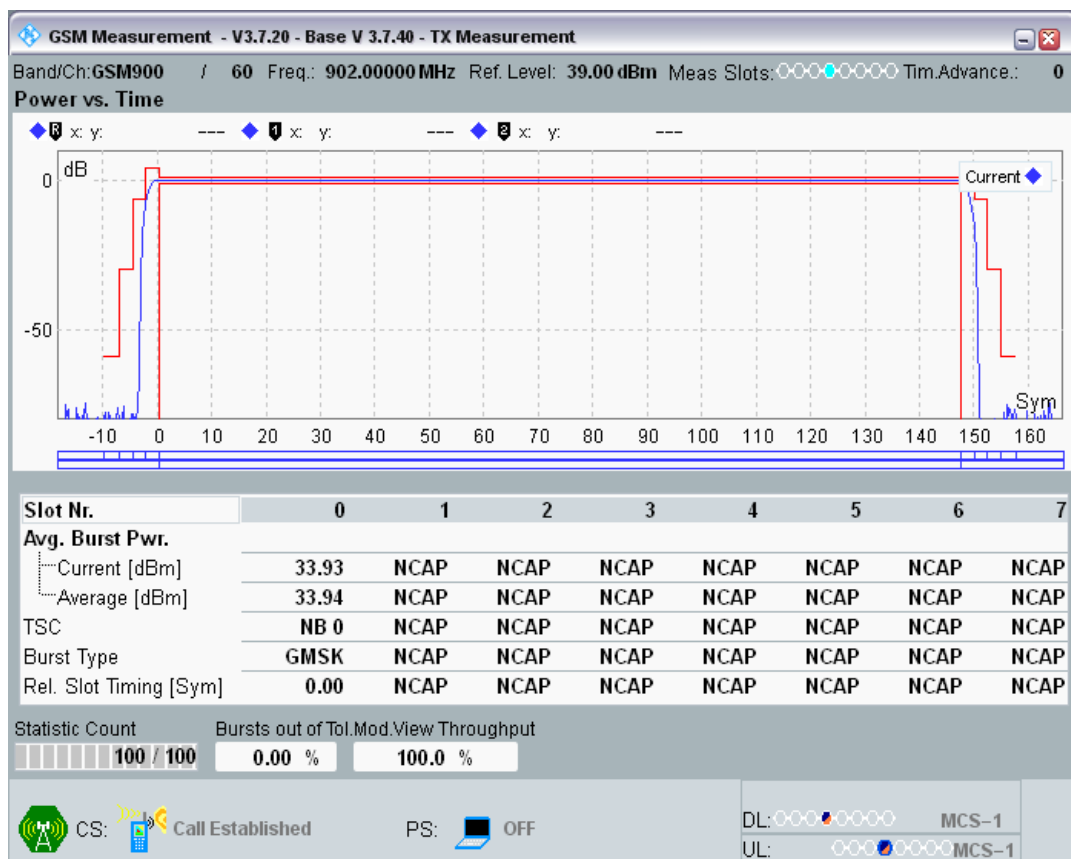 GSM Measurement - V3.7.20 - Base V 3.7.40 - TX Measurement
Band/Ch:GSM900 / 60 Freq.: 902.00000 MHz Ref. Level: 39.00 dBm Meas Slots: Tim.Advance.: 0
Power vs. Time
R x: y: --- 1 x: y: --- 2 x: y: ---
dB
Current
0
-50
Sym
-10 0 10 20 30 40 50 60 70 80 90 100 110 120 130 140 150 160
Slot Nr. 0 1 2 3 4 5 6 7
Avg. Burst Pwr.
Current [dBm] 33.93 NCAP NCAP NCAP NCAP NCAP NCAP NCAP
Average [dBm] 33.94 NCAP NCAP NCAP NCAP NCAP NCAP NCAP
TSC NB 0 NCAP NCAP NCAP NCAP NCAP NCAP NCAP
Burst Type GMSK NCAP NCAP NCAP NCAP NCAP NCAP NCAP
Rel. Slot Timing [Sym] 0.00 NCAP NCAP NCAP NCAP NCAP NCAP NCAP
Statistic Count Bursts out of Tol. Mod.View Throughput
100 / 100 0.00 % 100.0 %
CS: Call Established PS: OFF
DL: MCS-1
UL: MCS-1